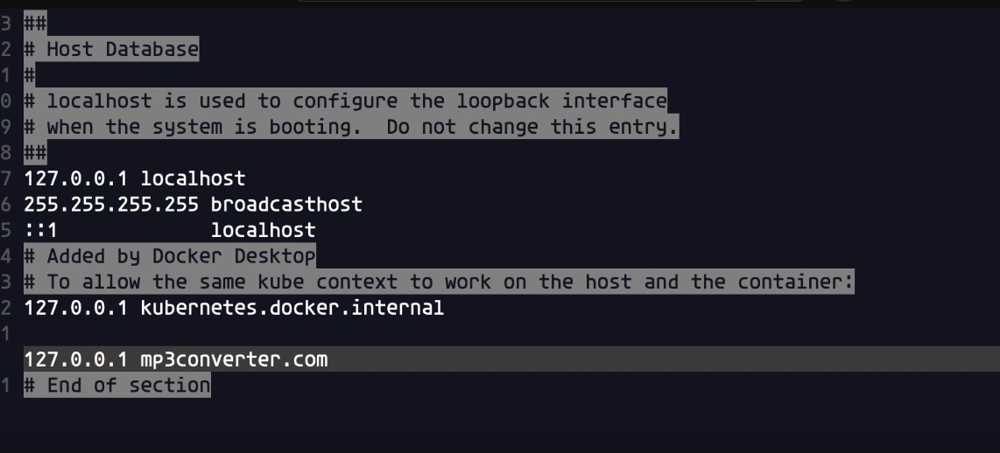 3 ##
2 # Host Database
1 #
0 # localhost is used to configure the loopback interface
9 # when the system is booting.  Do not change this entry.
8 ##
7 127.0.0.1 localhost
6 255.255.255.255 broadcasthost
5 ::1             localhost
4 # Added by Docker Desktop
3 # To allow the same kube context to work on the host and the container:
2 127.0.0.1 kubernetes.docker.internal
1
127.0.0.1 mp3converter.com
1 # End of section